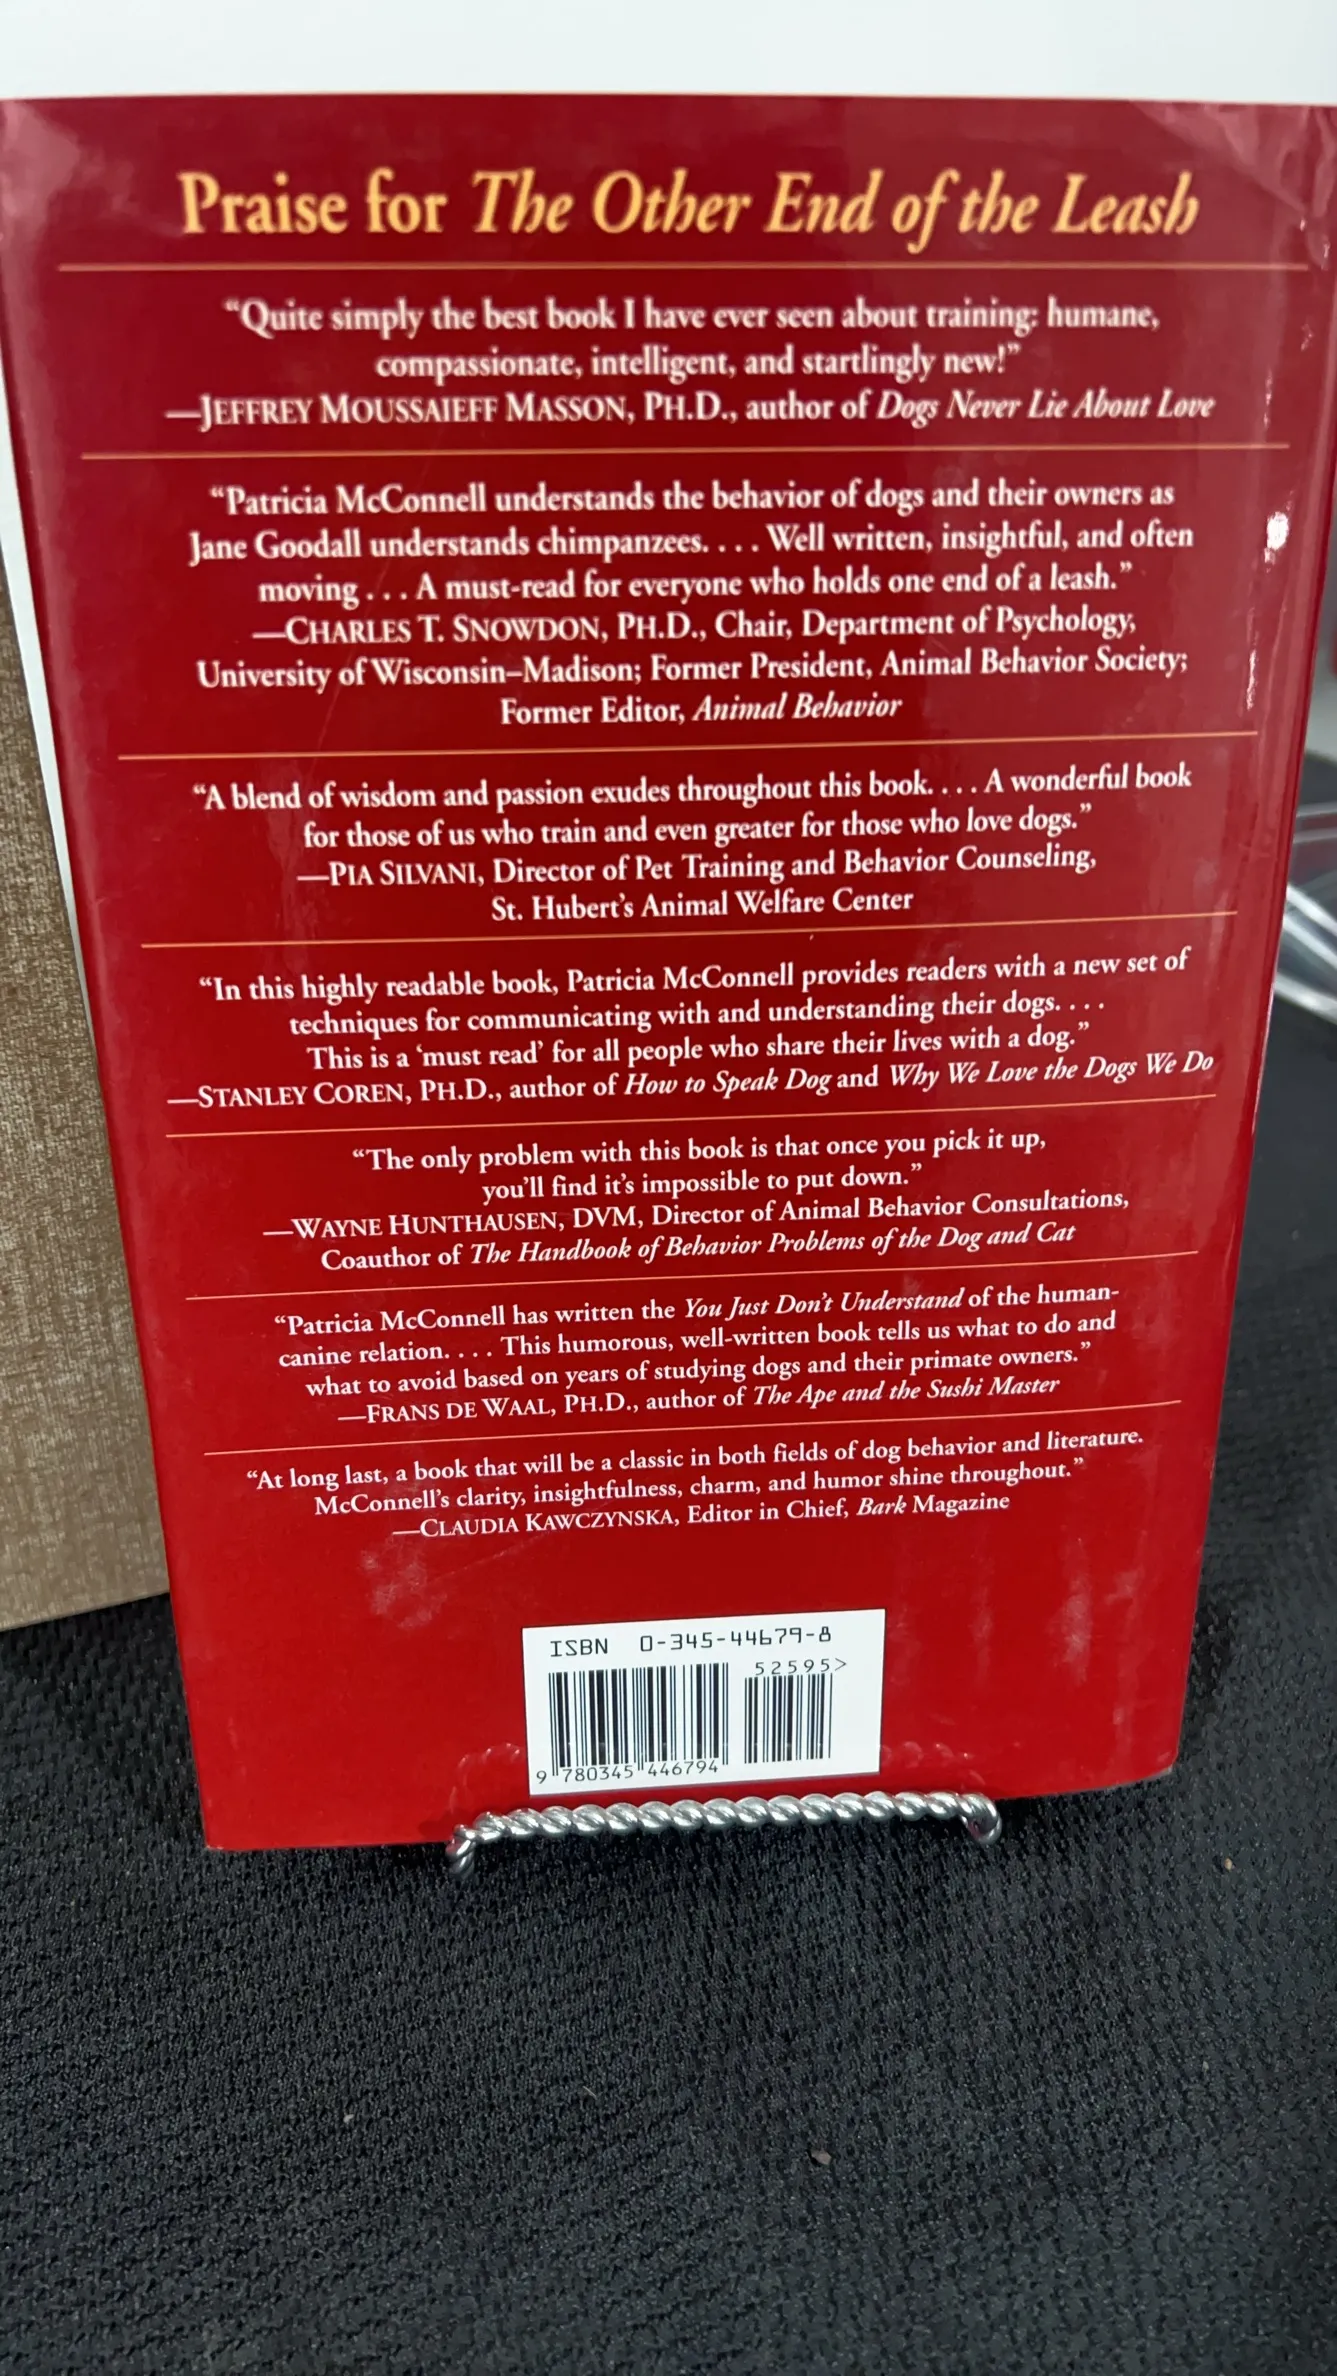 Praise for The Other End of the Leash
“Quite simply the best book I have ever seen about training: humane,
compassionate, intelligent, and startlingly new!”
—JEFFREY MOUSSAIEFF MASSON, PH.D., author of Dogs Never Lie About Love
“Patricia McConnell understands the behavior of dogs and their owners as
Jane Goodall understands chimpanzees. . . . Well written, insightful, and often
moving . . . A must-read for everyone who holds one end of a leash.”
—CHARLES T. SNOWDON, PH.D., Chair, Department of Psychology,
University of Wisconsin–Madison; Former President, Animal Behavior Society;
Former Editor, Animal Behavior
“A blend of wisdom and passion exudes throughout this book. . . . A wonderful book
for those of us who train and even greater for those who love dogs.”
—PIA SILVANI, Director of Pet Training and Behavior Counseling,
St. Hubert’s Animal Welfare Center
“In this highly readable book, Patricia McConnell provides readers with a new set of
techniques for communicating with and understanding their dogs. . . .
This is a ‘must read’ for all people who share their lives with a dog.”
—STANLEY COREN, PH.D., author of How to Speak Dog and Why We Love the Dogs We Do
“The only problem with this book is that once you pick it up,
you’ll find it’s impossible to put down.”
—WAYNE HUNTHAUSEN, DVM, Director of Animal Behavior Consultations,
Coauthor of The Handbook of Behavior Problems of the Dog and Cat
“Patricia McConnell has written the You Just Don’t Understand of the human-
canine relation. . . . This humorous, well-written book tells us what to do and
what to avoid based on years of studying dogs and their primate owners.”
—FRANS DE WAAL, PH.D., author of The Ape and the Sushi Master
“At long last, a book that will be a classic in both fields of dog behavior and literature.
McConnell’s clarity, insightfulness, charm, and humor shine throughout.”
—CLAUDIA KAWCZYNSKA, Editor in Chief, Bark Magazine
ISBN 0-345-44679-8
52595>
9 780345 446794